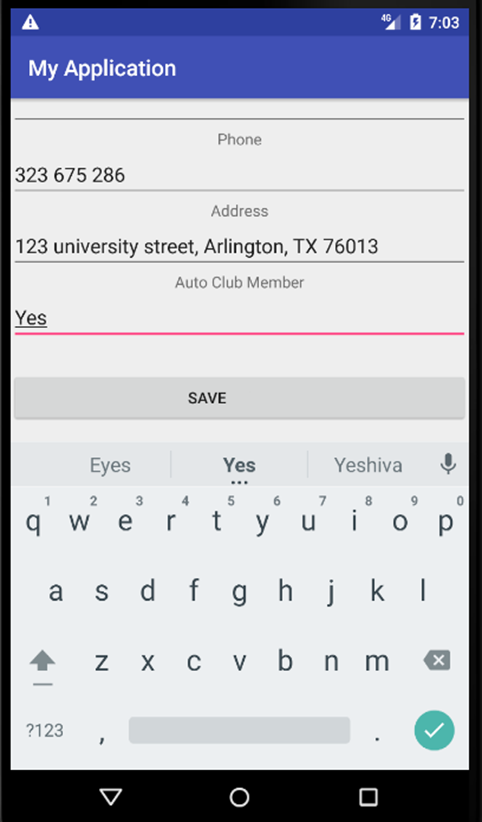 4G 7:03
My Application
Phone
323 675 286
Address
123 university street, Arlington, TX 76013
Auto Club Member
Yes
SAVE
Eyes Yes Yeshiva
1 2 3 4 5 6 7 8 9 0
q w e r t y u i o p
a s d f g h j k l
z x c v b n m
?123 , .